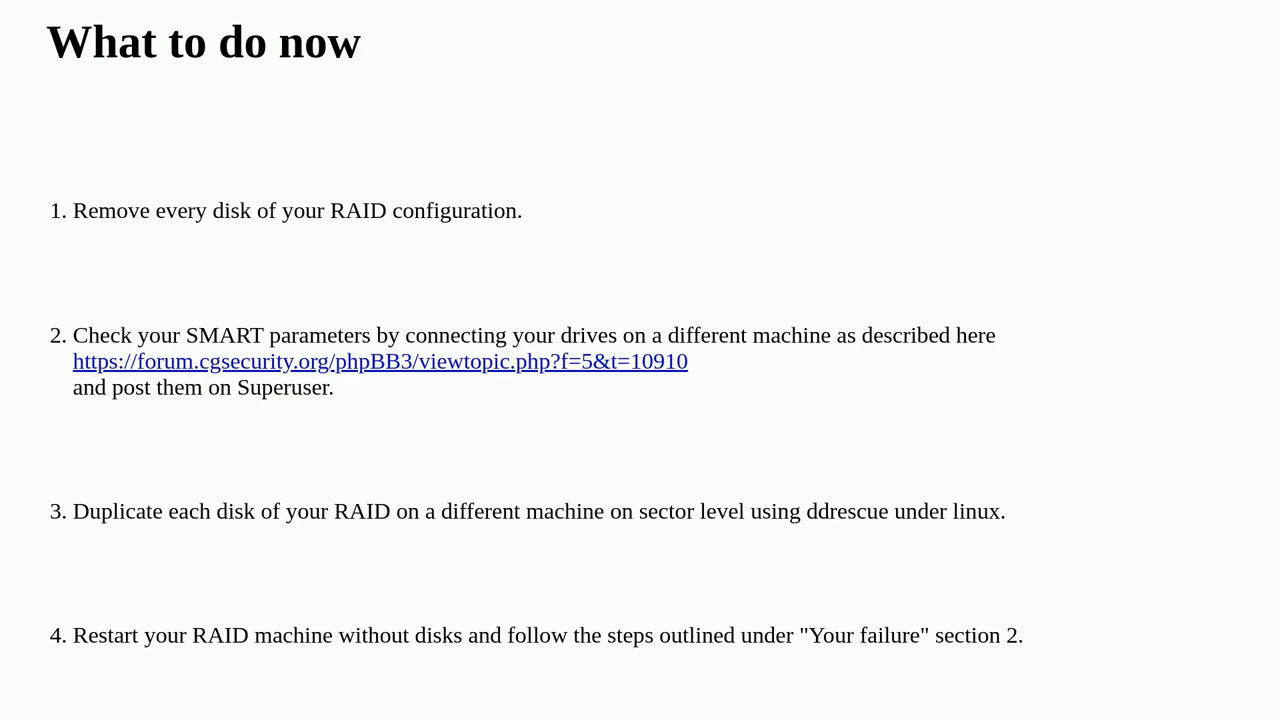 What to do now
1. Remove every disk of your RAID configuration.
2. Check your SMART parameters by connecting your drives on a different machine as described here
https://forum.cgsecurity.org/phpBB3/viewtopic.php?f=5&t=10910
and post them on Superuser.
3. Duplicate each disk of your RAID on a different machine on sector level using ddrescue under linux.
4. Restart your RAID machine without disks and follow the steps outlined under "Your failure" section 2.